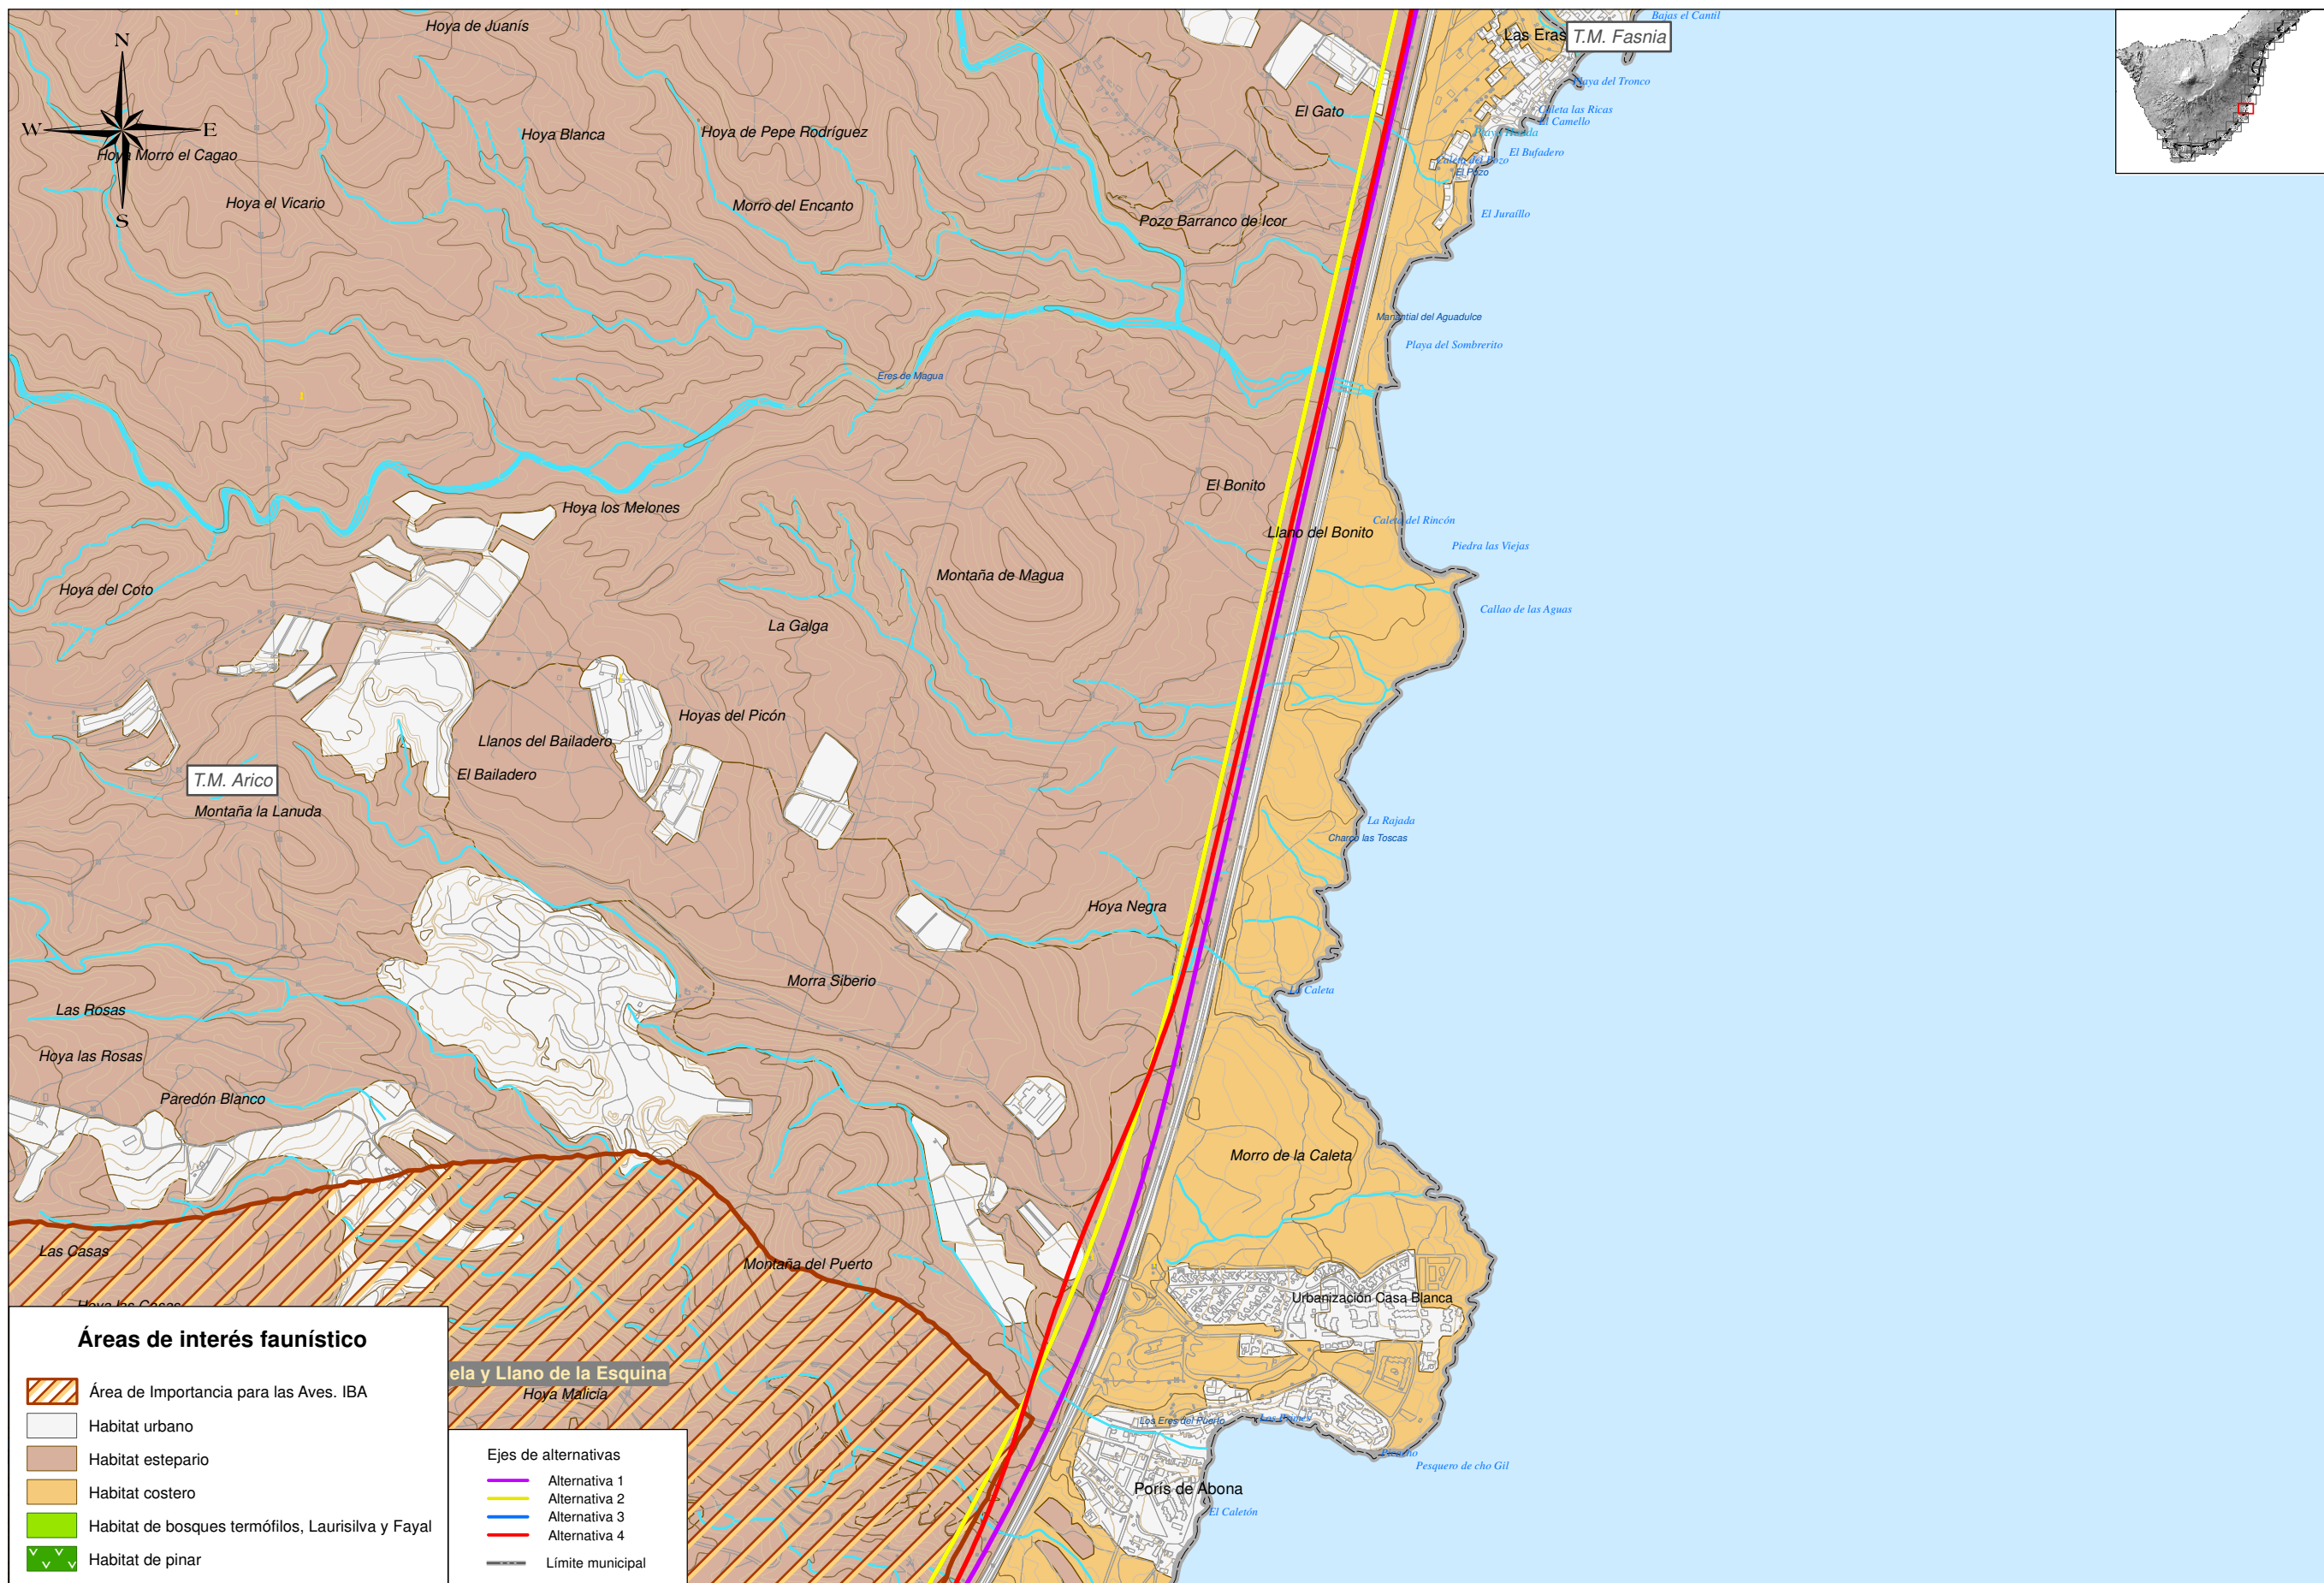 Hoya de Juanís
Bajas el Cantil
Las Eras
T.M. Fasnia
N
W
E
S
Playa del Tronco
Hoya Blanca
Hoya de Pepe Rodríguez
El Gato
Caleta las Ricas
El Camello
Hoya Morro el Cagao
El Bufadero
Caleta del Pozo
El Pozo
Hoya el Vicario
Morro del Encanto
Pozo Barranco de Icor
El Juraíllo
Manantial del Aguadulce
Playa del Sombrerito
Eres de Magua
El Bonito
Hoya los Melones
Caleta del Rincón
Llano del Bonito
Piedra las Viejas
Montaña de Magua
Hoya del Coto
Callao de las Aguas
La Galga
Hoyas del Picón
Llanos del Bailadero
El Bailadero
T.M. Arico
Montaña la Lanuda
La Rajada
Charco las Toscas
Hoya Negra
Morra Siberio
La Caleta
Las Rosas
Hoya las Rosas
Paredón Blanco
Morro de la Caleta
Las Casas
Montaña del Puerto
Urbanización Casa Blanca
Hoya las Casas
ela y Llano de la Esquina
Hoya Malicia
Los Eres del Puerto
Pesquero de cho Gil
Porís de Abona
El Caletón
Áreas de interés faunístico
Área de Importancia para las Aves. IBA
Habitat urbano
Habitat estepario
Habitat costero
Habitat de bosques termófilos, Laurisilva y Fayal
Habitat de pinar
Ejes de alternativas
Alternativa 1
Alternativa 2
Alternativa 3
Alternativa 4
Límite municipal